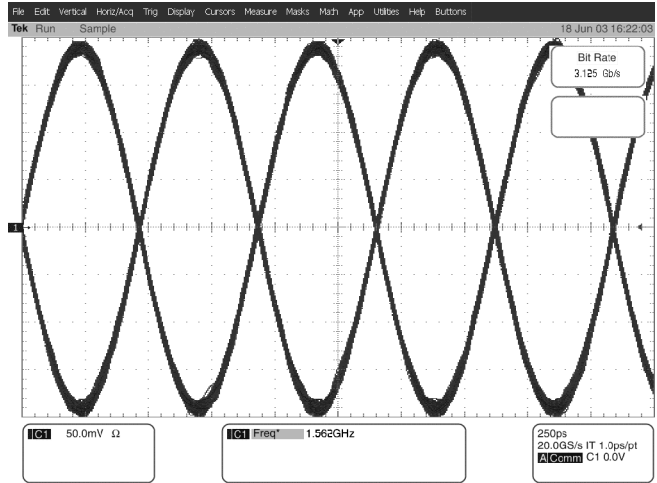 File Edit Vertical Horiz/Acq Trig Display Cursors Measure Masks Math App Utilities Help Buttons
Tek Run Sample 18 Jun 03 16:22:03
Bit Rate
3.125 Gb/s
1
C1 50.0mV Ω
C1 Freq* 1.562GHz
250ps
20.0GS/s IT 1.0ps/pt
A Comm C1 0.0V